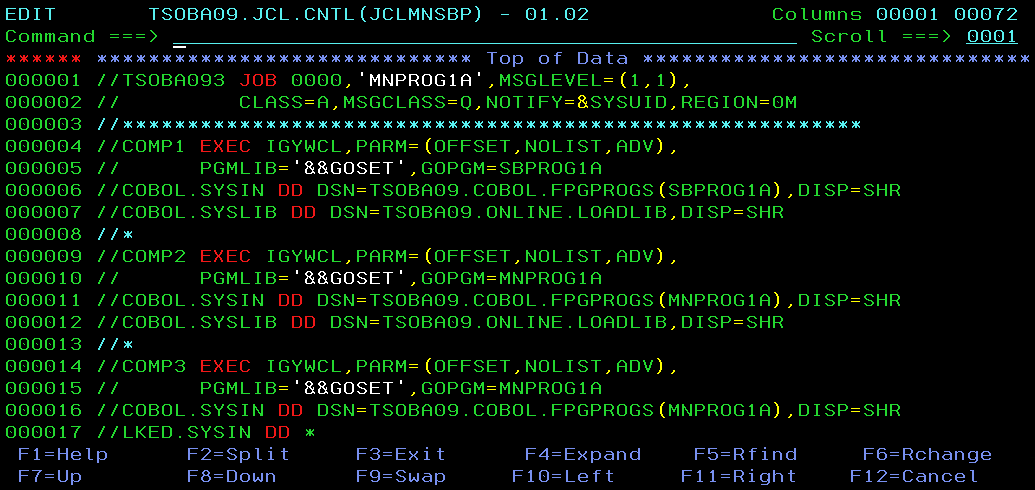 EDIT       TSOBA09.JCL.CNTL(JCLMNSBP) - 01.02              Columns 00001 00072
Command ===>                                                  Scroll ===> 0001
****** ***************************** Top of Data ******************************
000001 //TSOBA093 JOB 0000,'MNPROG1A',MSGLEVEL=(1,1),
000002 //         CLASS=A,MSGCLASS=Q,NOTIFY=&SYSUID,REGION=0M
000003 //*********************************************************
000004 //COMP1 EXEC IGYWCL,PARM=(OFFSET,NOLIST,ADV),
000005 //      PGMLIB='&&GOSET',GOPGM=SBPROG1A
000006 //COBOL.SYSIN DD DSN=TSOBA09.COBOL.FPGPROGS(SBPROG1A),DISP=SHR
000007 //COBOL.SYSLIB DD DSN=TSOBA09.ONLINE.LOADLIB,DISP=SHR
000008 //*
000009 //COMP2 EXEC IGYWCL,PARM=(OFFSET,NOLIST,ADV),
000010 //      PGMLIB='&&GOSET',GOPGM=MNPROG1A
000011 //COBOL.SYSIN DD DSN=TSOBA09.COBOL.FPGPROGS(MNPROG1A),DISP=SHR
000012 //COBOL.SYSLIB DD DSN=TSOBA09.ONLINE.LOADLIB,DISP=SHR
000013 //*
000014 //COMP3 EXEC IGYWCL,PARM=(OFFSET,NOLIST,ADV),
000015 //      PGMLIB='&&GOSET',GOPGM=MNPROG1A
000016 //COBOL.SYSIN DD DSN=TSOBA09.COBOL.FPGPROGS(MNPROG1A),DISP=SHR
000017 //LKED.SYSIN DD *
F1=Help      F2=Split     F3=Exit      F4=Expand    F5=Rfind     F6=Rchange
F7=Up        F8=Down      F9=Swap     F10=Left     F11=Right    F12=Cancel